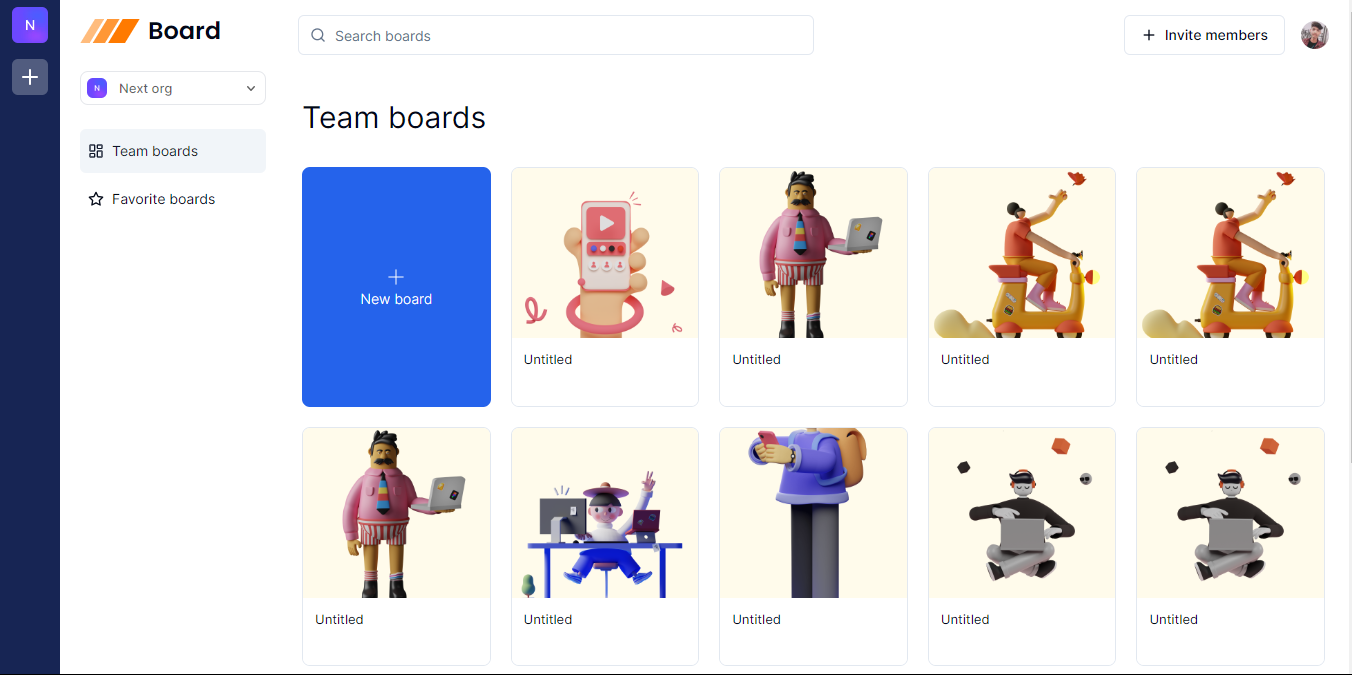 N
Board
Search boards
Invite members
N
Next org
Team boards
Favorite boards
Team boards
New board
Untitled
Untitled
Untitled
Untitled
Untitled
Untitled
Untitled
Untitled
Untitled